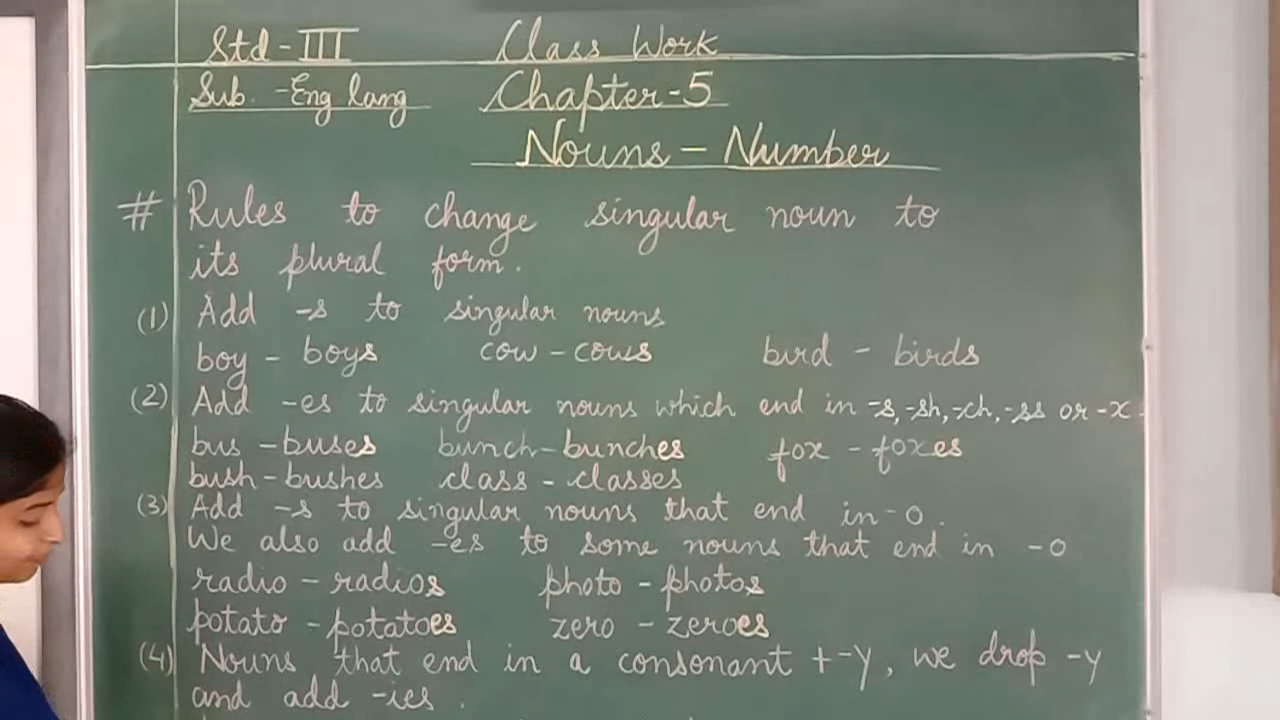 Std-III Class Work
Sub. -Eng lang Chapter-5
Nouns - Number
# Rules to change singular noun to
its plural form.
(1) Add -s to singular nouns
boy - boys cow - cows bird - birds
(2) Add -es to singular nouns which end in -s, -sh, -ch, -ss or -x.
bus - buses bunch - bunches fox - foxes
bush - bushes class - classes
(3) Add -s to singular nouns that end in -o.
We also add -es to some nouns that end in -o
radio - radios photo - photos
potato - potatoes zero - zeroes
(4) Nouns that end in a consonant + -y, we drop -y
and add -ies.